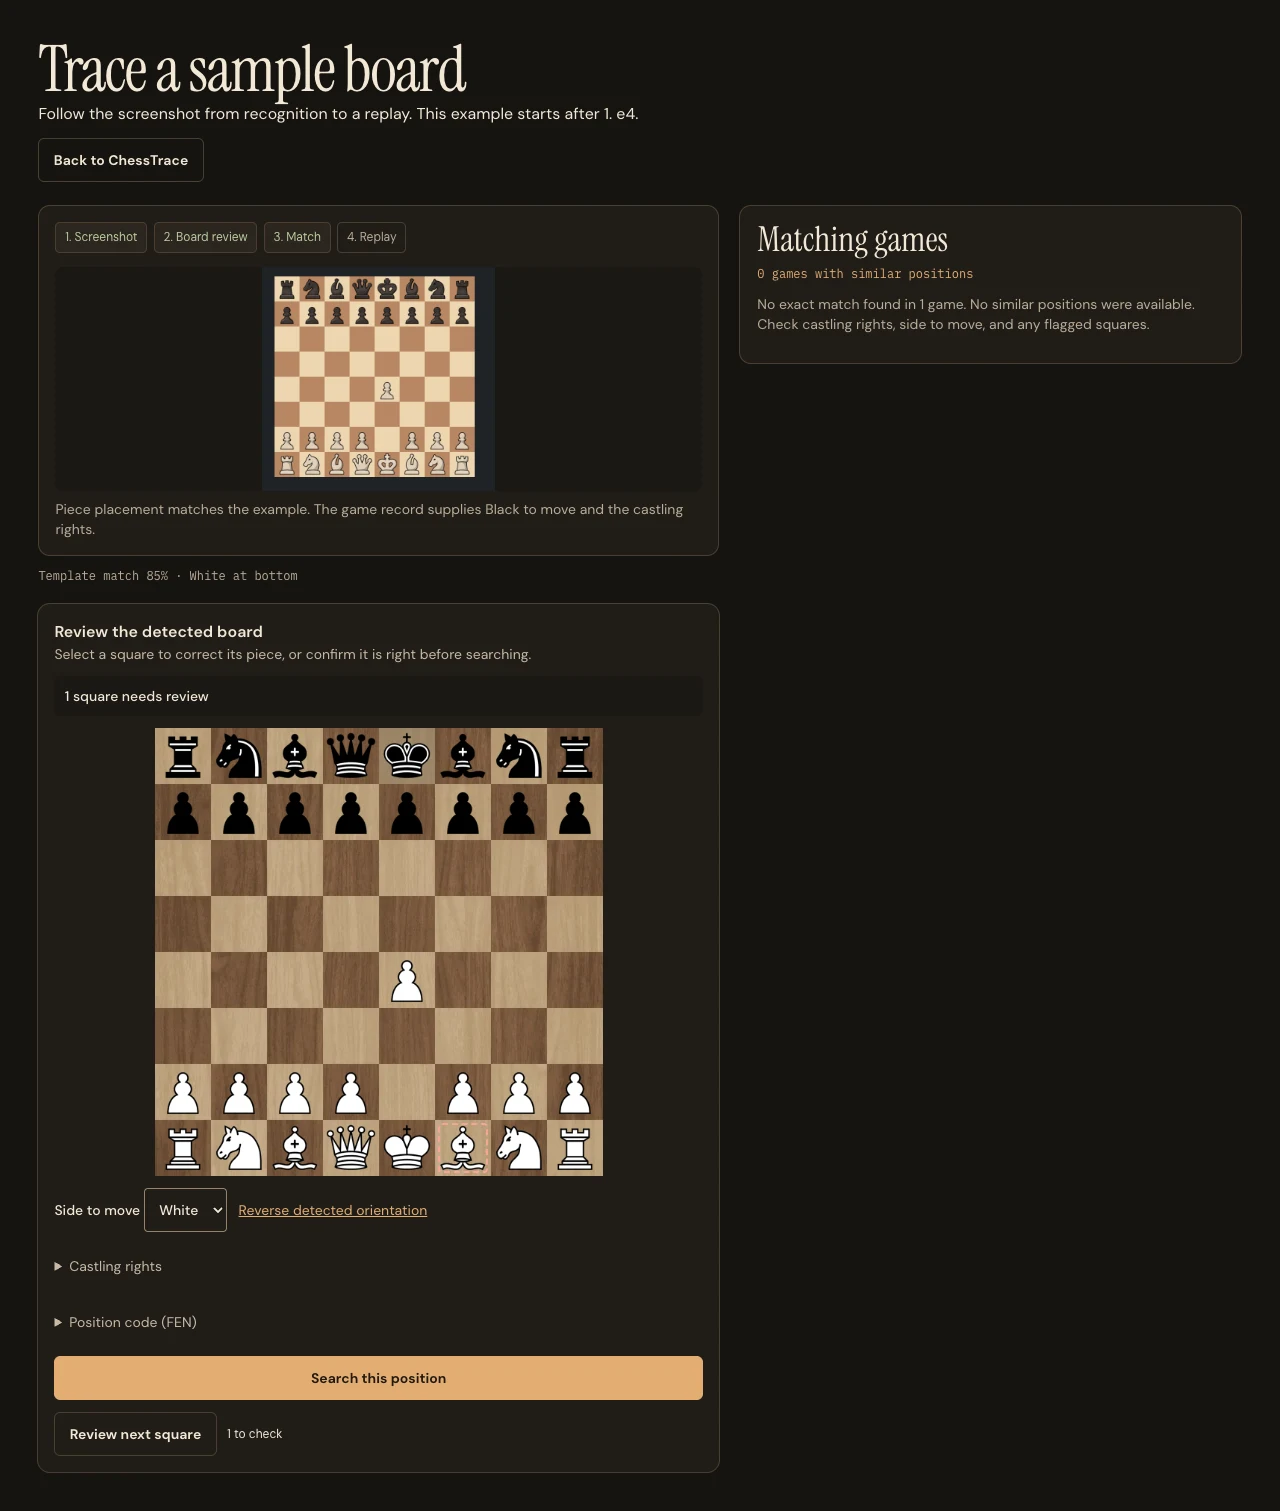 Trace a sample board
Follow the screenshot from recognition to a replay. This example starts after 1. e4.
Back to ChessTrace
1. Screenshot
2. Board review
3. Match
4. Replay
Piece placement matches the example. The game record supplies Black to move and the castling
rights.
Template match 85% · White at bottom
Review the detected board
Select a square to correct its piece, or confirm it is right before searching.
1 square needs review
Side to move
White
Reverse detected orientation
Castling rights
Position code (FEN)
Search this position
Review next square
1 to check
Matching games
0 games with similar positions
No exact match found in 1 game. No similar positions were available.
Check castling rights, side to move, and any flagged squares.